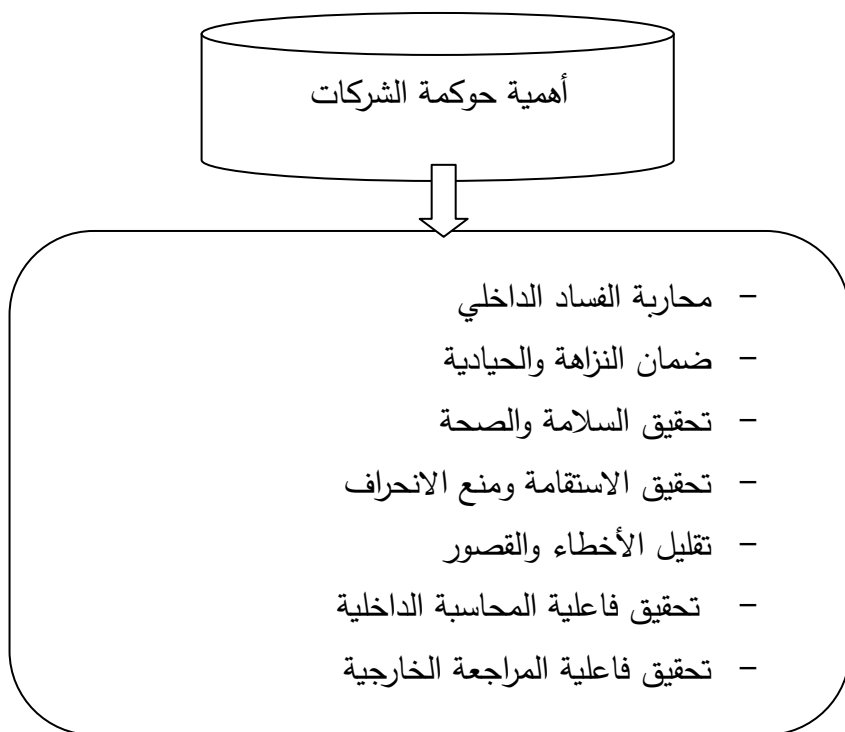 أهمية حوكمة الشركات
- محاربة الفساد الداخلي
- ضمان النزاهة والحيادية
- تحقيق السلامة والصحة
- تحقيق الاستقامة ومنع الانحراف
- تقليل الأخطاء والقصور
- تحقيق فاعلية المحاسبة الداخلية
- تحقيق فاعلية المراجعة الخارجية